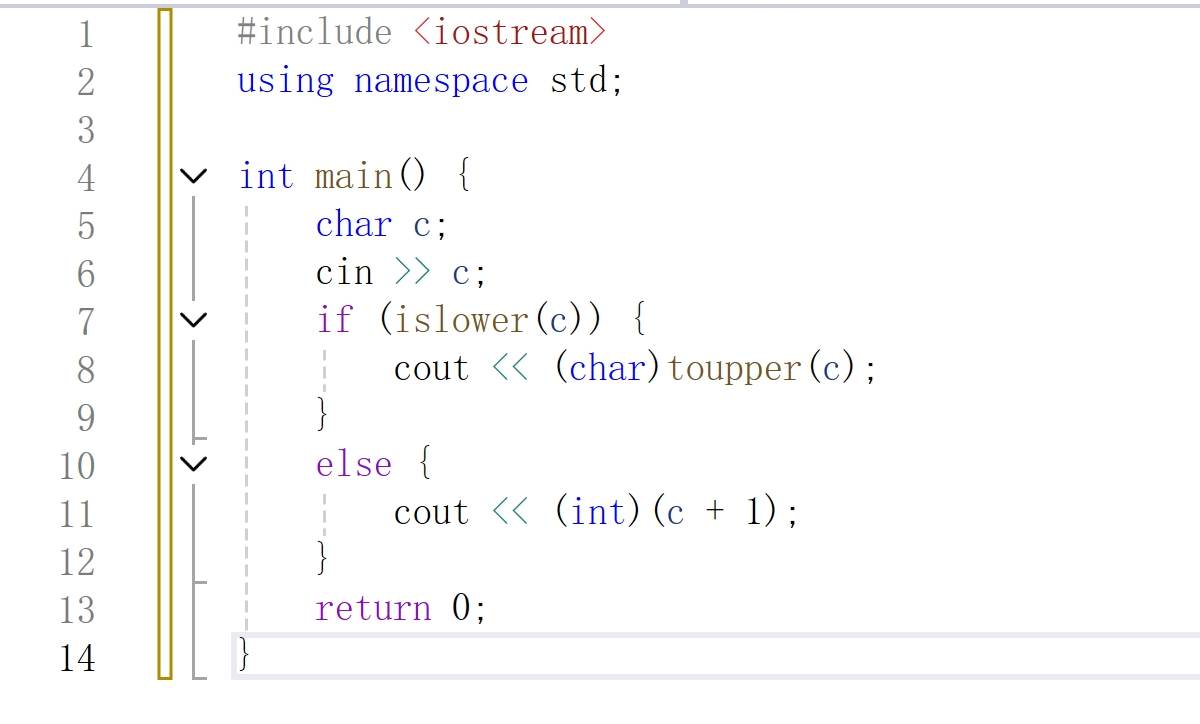 1 #include <iostream>
2 using namespace std;
3
4 int main() {
5     char c;
6     cin >> c;
7     if (islower(c)) {
8         cout << (char)toupper(c);
9     }
10     else {
11         cout << (int)(c + 1);
12     }
13     return 0;
14 }